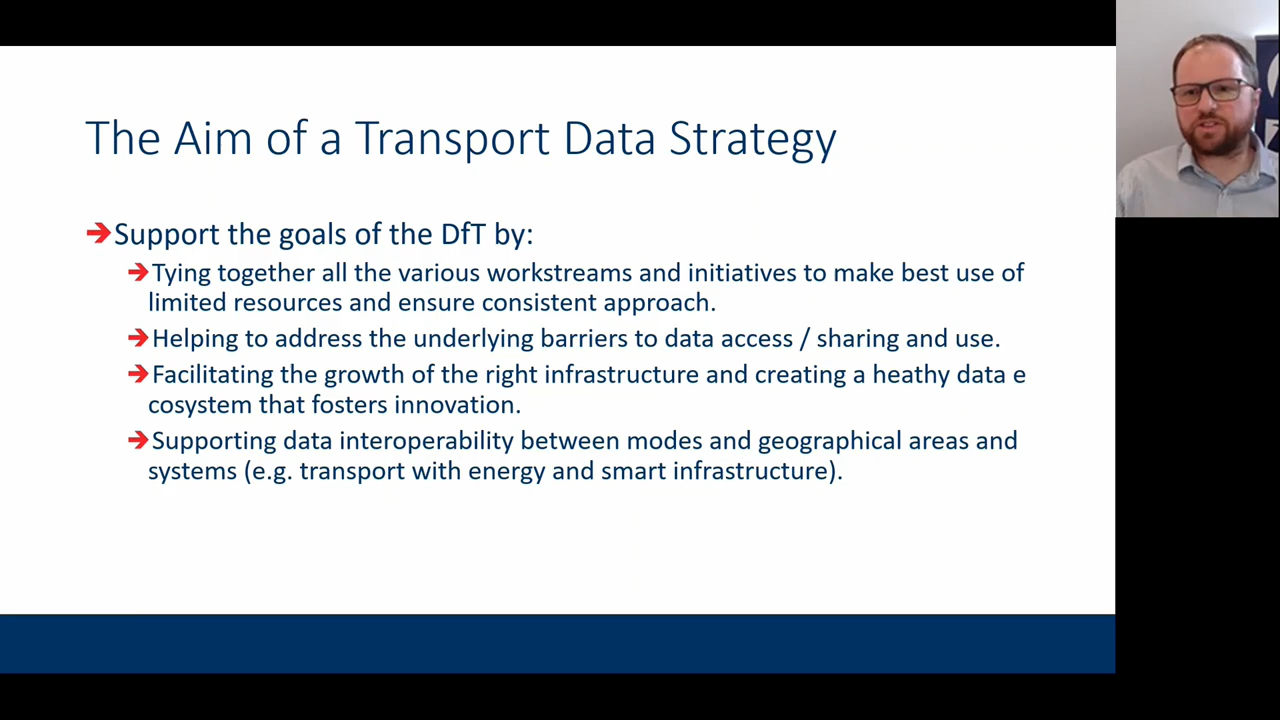 The Aim of a Transport Data Strategy
➔Support the goals of the DfT by:
➔Tying together all the various workstreams and initiatives to make best use of
limited resources and ensure consistent approach.
➔Helping to address the underlying barriers to data access / sharing and use.
➔Facilitating the growth of the right infrastructure and creating a heathy data e
cosystem that fosters innovation.
➔Supporting data interoperability between modes and geographical areas and
systems (e.g. transport with energy and smart infrastructure).